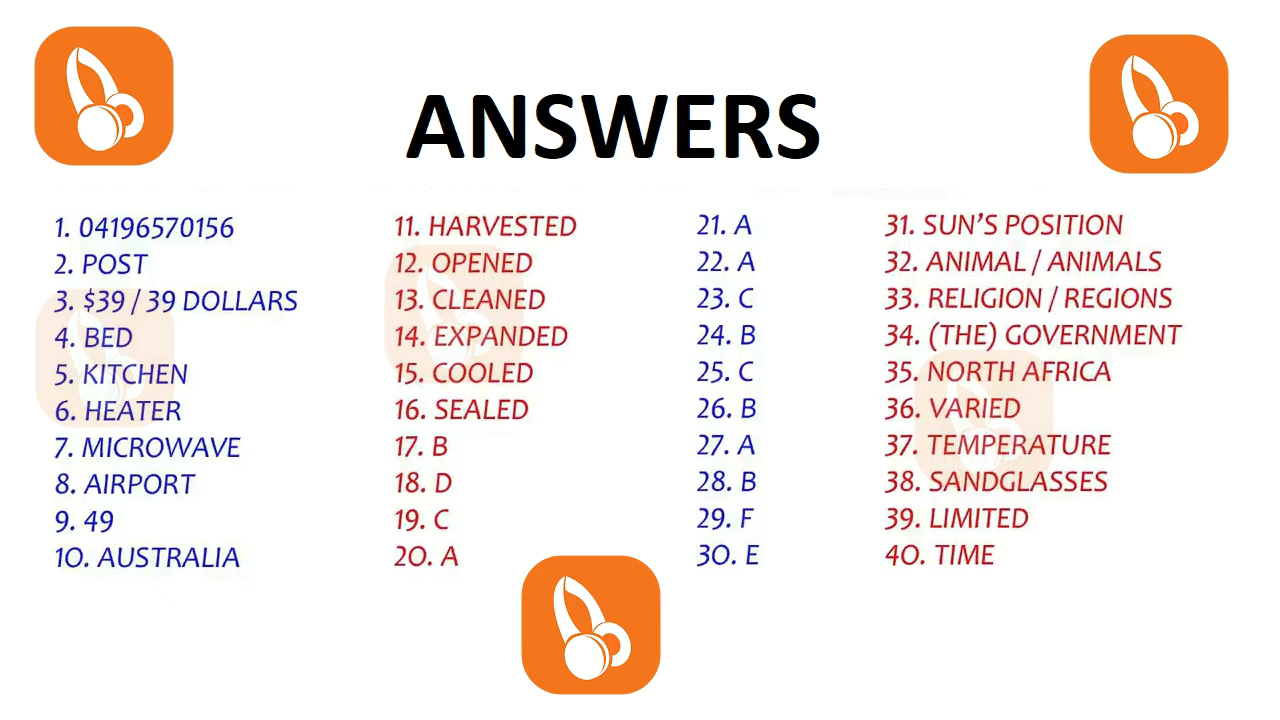 ANSWERS
1. 04196570156
2. POST
3. $39 / 39 DOLLARS
4. BED
5. KITCHEN
6. HEATER
7. MICROWAVE
8. AIRPORT
9. 49
10. AUSTRALIA
11. HARVESTED
12. OPENED
13. CLEANED
14. EXPANDED
15. COOLED
16. SEALED
17. B
18. D
19. C
20. A
21. A
22. A
23. C
24. B
25. C
26. B
27. A
28. B
29. F
30. E
31. SUN’S POSITION
32. ANIMAL / ANIMALS
33. RELIGION / REGIONS
34. (THE) GOVERNMENT
35. NORTH AFRICA
36. VARIED
37. TEMPERATURE
38. SANDGLASSES
39. LIMITED
40. TIME